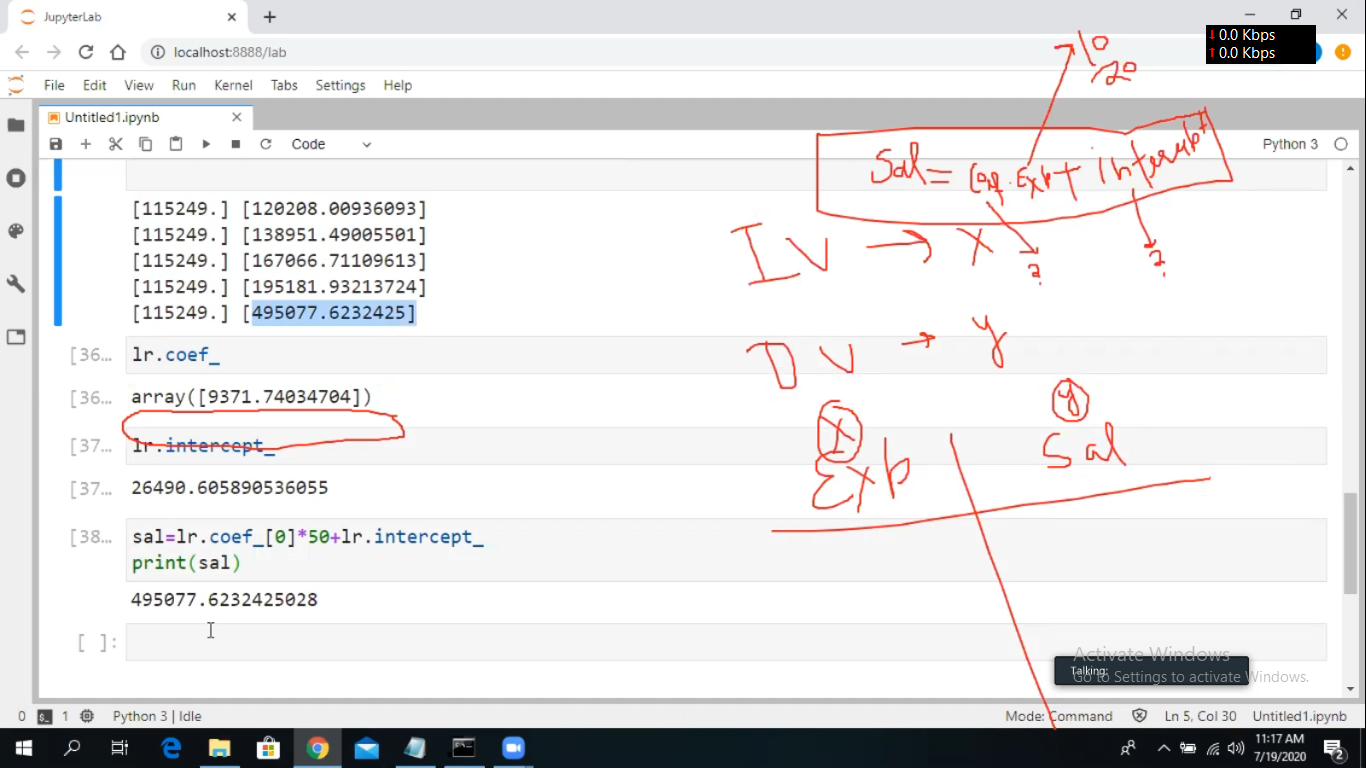 JupyterLab
localhost:8888/lab
0.0 Kbps
0.0 Kbps
File Edit View Run Kernel Tabs Settings Help
Untitled1.ipynb
Code
Python 3
[115249.] [120208.00936093]
[115249.] [138951.49005501]
[115249.] [167066.71109613]
[115249.] [195181.93213724]
[115249.] [495077.6232425]
[36… lr.coef_
[36… array([9371.74034704])
[37… lr.intercept_
[37… 26490.605890536055
[38… sal=lr.coef_[0]*50+lr.intercept_
print(sal)
495077.6232425028
[ ]:
10
/20
Sal=
+
IV → X
?
?
DV → y
X
y
Exp
Sal
Activate Windows
Talking:
Go to Settings to activate Windows.
0 1 Python 3 | Idle
Mode: Command Ln 5, Col 30 Untitled1.ipynb
11:17 AM
7/19/2020
2